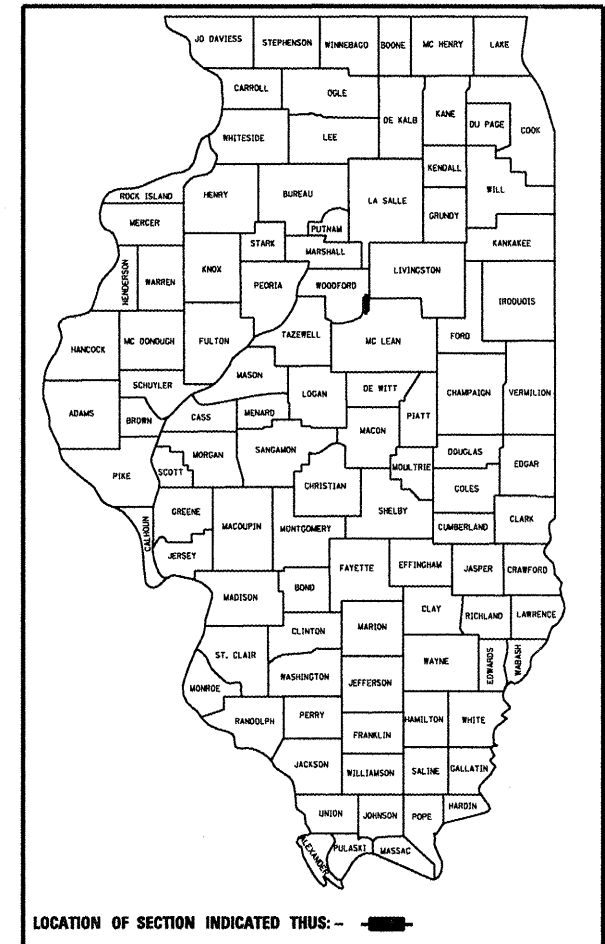 JO DAVIESS STEPHENSON WINNEBAGO BOONE MC HENRY LAKE
CARROLL OGLE
DE KALB KANE DU PAGE COOK
WHITESIDE LEE
KENDALL WILL
ROCK ISLAND HENRY BUREAU LA SALLE GRUNDY
MERCER PUTNAM
STARK MARSHALL KANKAKEE
HENDERSON WARREN KNOX PEORIA WOODFORD LIVINGSTON IROQUOIS
HANCOCK MC DONOUGH FULTON TAZEWELL MC LEAN FORD
SCHUYLER MASON LOGAN DE WITT CHAMPAIGN VERMILION
ADAMS BROWN CASS MENARD MACON PIATT
MORGAN SANGAMON DOUGLAS EDGAR
PIKE SCOTT CHRISTIAN MOULTRIE COLES
GREENE SHELBY
CALHOUN MACOUPIN MONTGOMERY CUMBERLAND CLARK
JERSEY FAYETTE EFFINGHAM JASPER CRAWFORD
MADISON BOND
CLAY RICHLAND LAWRENCE
CLINTON MARION
ST. CLAIR WAYNE EDWARDS WABASH
MONROE WASHINGTON JEFFERSON
RANDOLPH PERRY HAMILTON WHITE
FRANKLIN
JACKSON WILLIAMSON SALINE GALLATIN
UNION JOHNSON POPE HARDIN
ALEXANDER PULASKI MASSAC
LOCATION OF SECTION INDICATED THUS: -